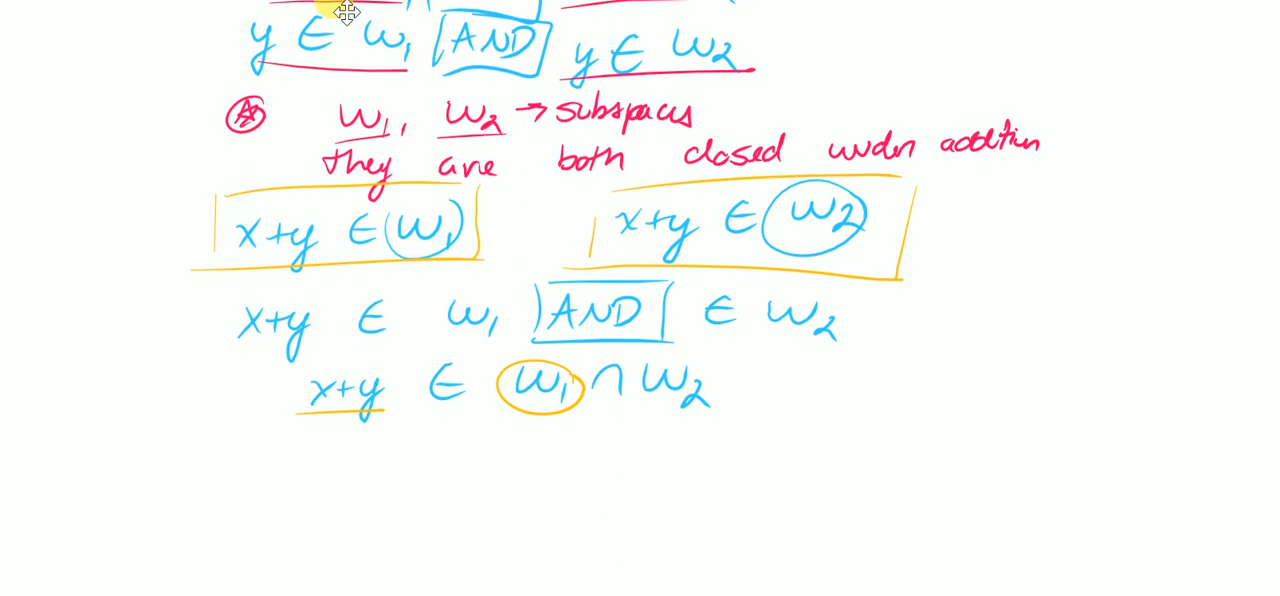 y ∈ W₁ AND y ∈ W₂
W₁, W₂ → subspaces
they are both closed under addition
x+y ∈ W₁ x+y ∈ W₂
x+y ∈ W₁ AND ∈ W₂
x+y ∈ W₁ ∩ W₂